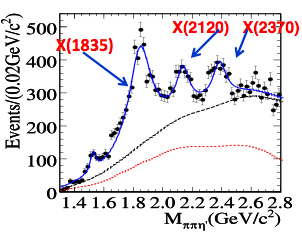 500
400
300
200
100
0
X(1835)
X(2120)
X(2370)
Events/(0.02GeV/c²)
1.4 1.6 1.8 2 2.2 2.4 2.6 2.8
Mππη'(GeV/c²)